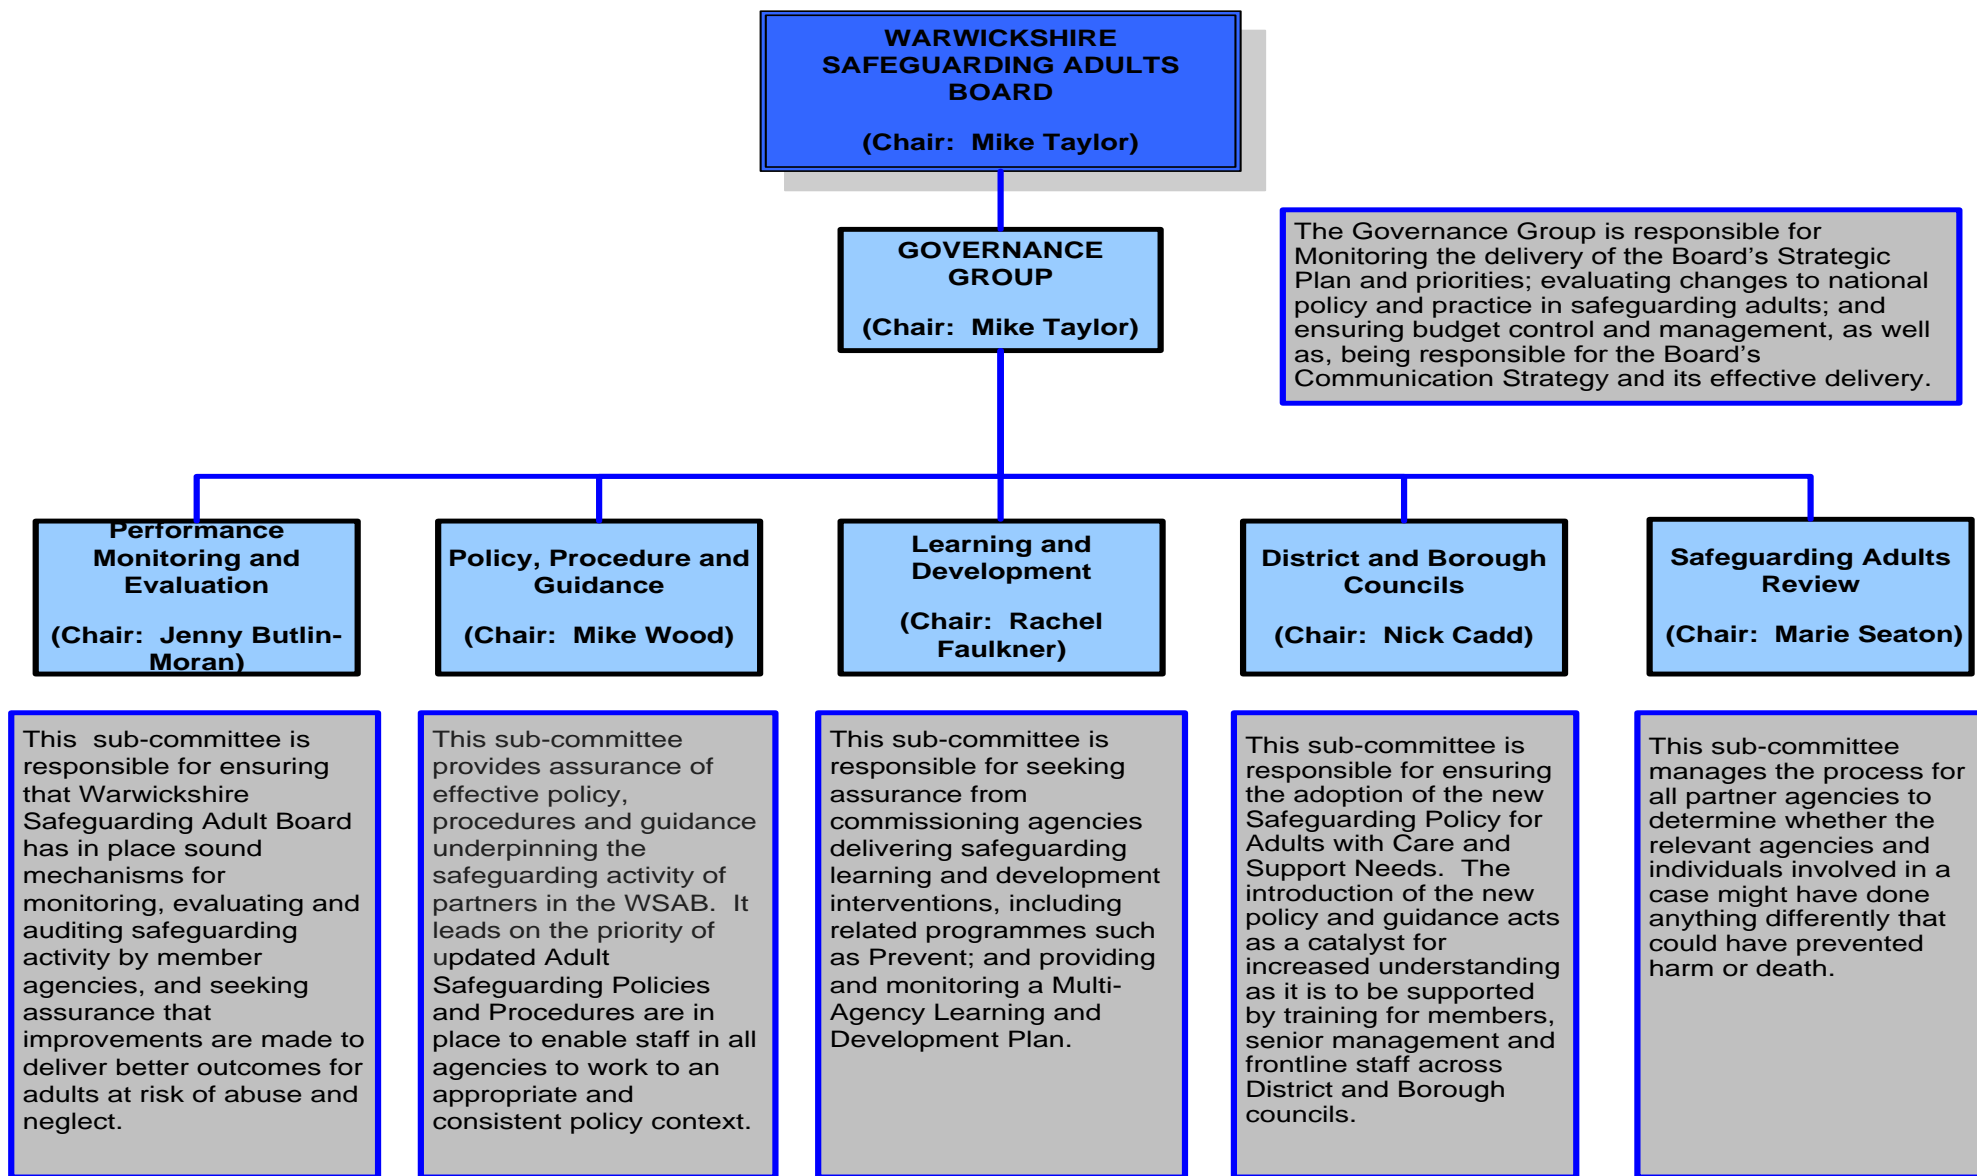 WARWICKSHIRE
SAFEGUARDING ADULTS
BOARD
(Chair: Mike Taylor)
GOVERNANCE
GROUP
(Chair: Mike Taylor)
The Governance Group is responsible for
Monitoring the delivery of the Board’s Strategic
Plan and priorities; evaluating changes to national
policy and practice in safeguarding adults; and
ensuring budget control and management, as well
as, being responsible for the Board’s
Communication Strategy and its effective delivery.
Performance
Monitoring and
Evaluation
(Chair: Jenny Butlin-
Moran)
Policy, Procedure and
Guidance
(Chair: Mike Wood)
Learning and
Development
(Chair: Rachel
Faulkner)
District and Borough
Councils
(Chair: Nick Cadd)
Safeguarding Adults
Review
(Chair: Marie Seaton)
This sub-committee is
responsible for ensuring
that Warwickshire
Safeguarding Adult Board
has in place sound
mechanisms for
monitoring, evaluating and
auditing safeguarding
activity by member
agencies, and seeking
assurance that
improvements are made to
deliver better outcomes for
adults at risk of abuse and
neglect.
This sub-committee
provides assurance of
effective policy,
procedures and guidance
underpinning the
safeguarding activity of
partners in the WSAB. It
leads on the priority of
updated Adult
Safeguarding Policies
and Procedures are in
place to enable staff in all
agencies to work to an
appropriate and
consistent policy context.
This sub-committee is
responsible for seeking
assurance from
commissioning agencies
delivering safeguarding
learning and development
interventions, including
related programmes such
as Prevent; and providing
and monitoring a Multi-
Agency Learning and
Development Plan.
This sub-committee is
responsible for ensuring
the adoption of the new
Safeguarding Policy for
Adults with Care and
Support Needs. The
introduction of the new
policy and guidance acts
as a catalyst for
increased understanding
as it is to be supported
by training for members,
senior management and
frontline staff across
District and Borough
councils.
This sub-committee
manages the process for
all partner agencies to
determine whether the
relevant agencies and
individuals involved in a
case might have done
anything differently that
could have prevented
harm or death.